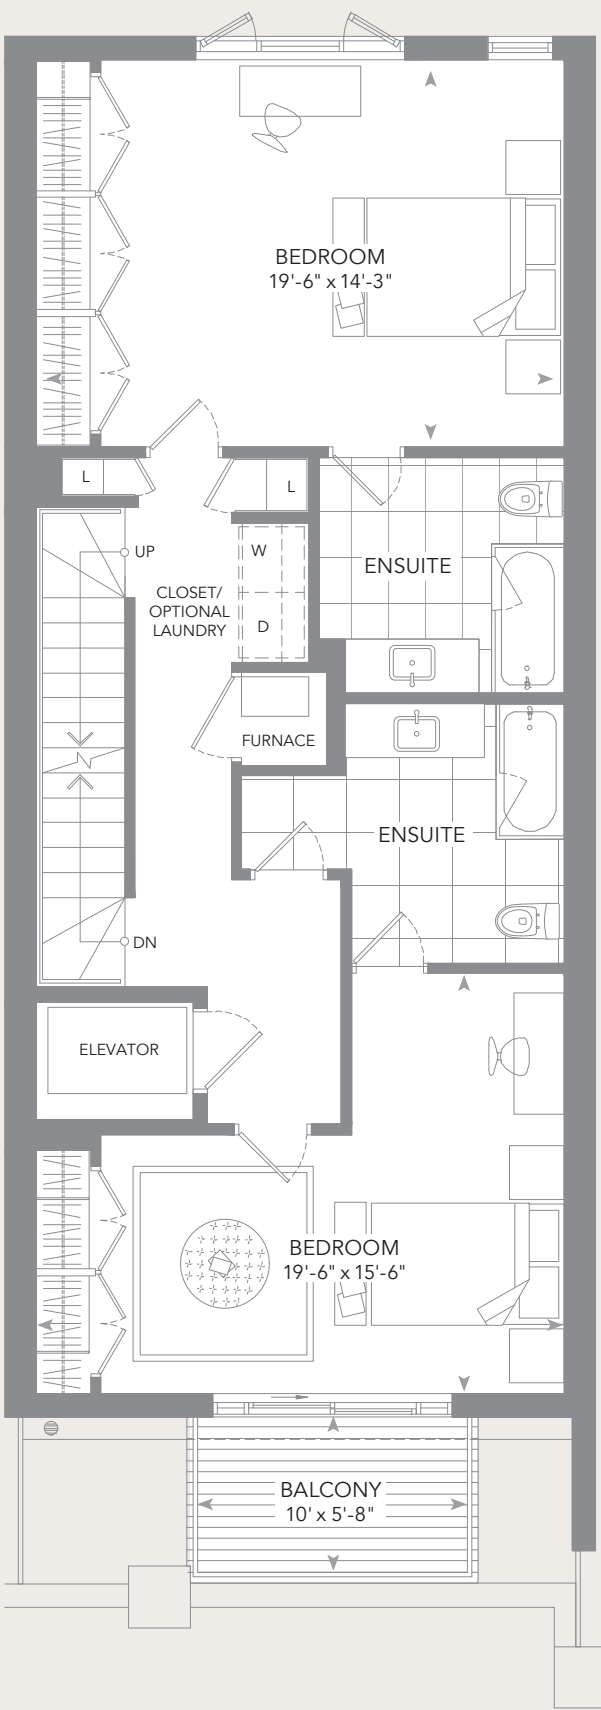 BEDROOM
19'-6" x 14'-3"
L
L
UP
W
ENSUITE
CLOSET/
OPTIONAL
LAUNDRY
D
FURNACE
ENSUITE
DN
ELEVATOR
BEDROOM
19'-6" x 15'-6"
BALCONY
10' x 5'-8"